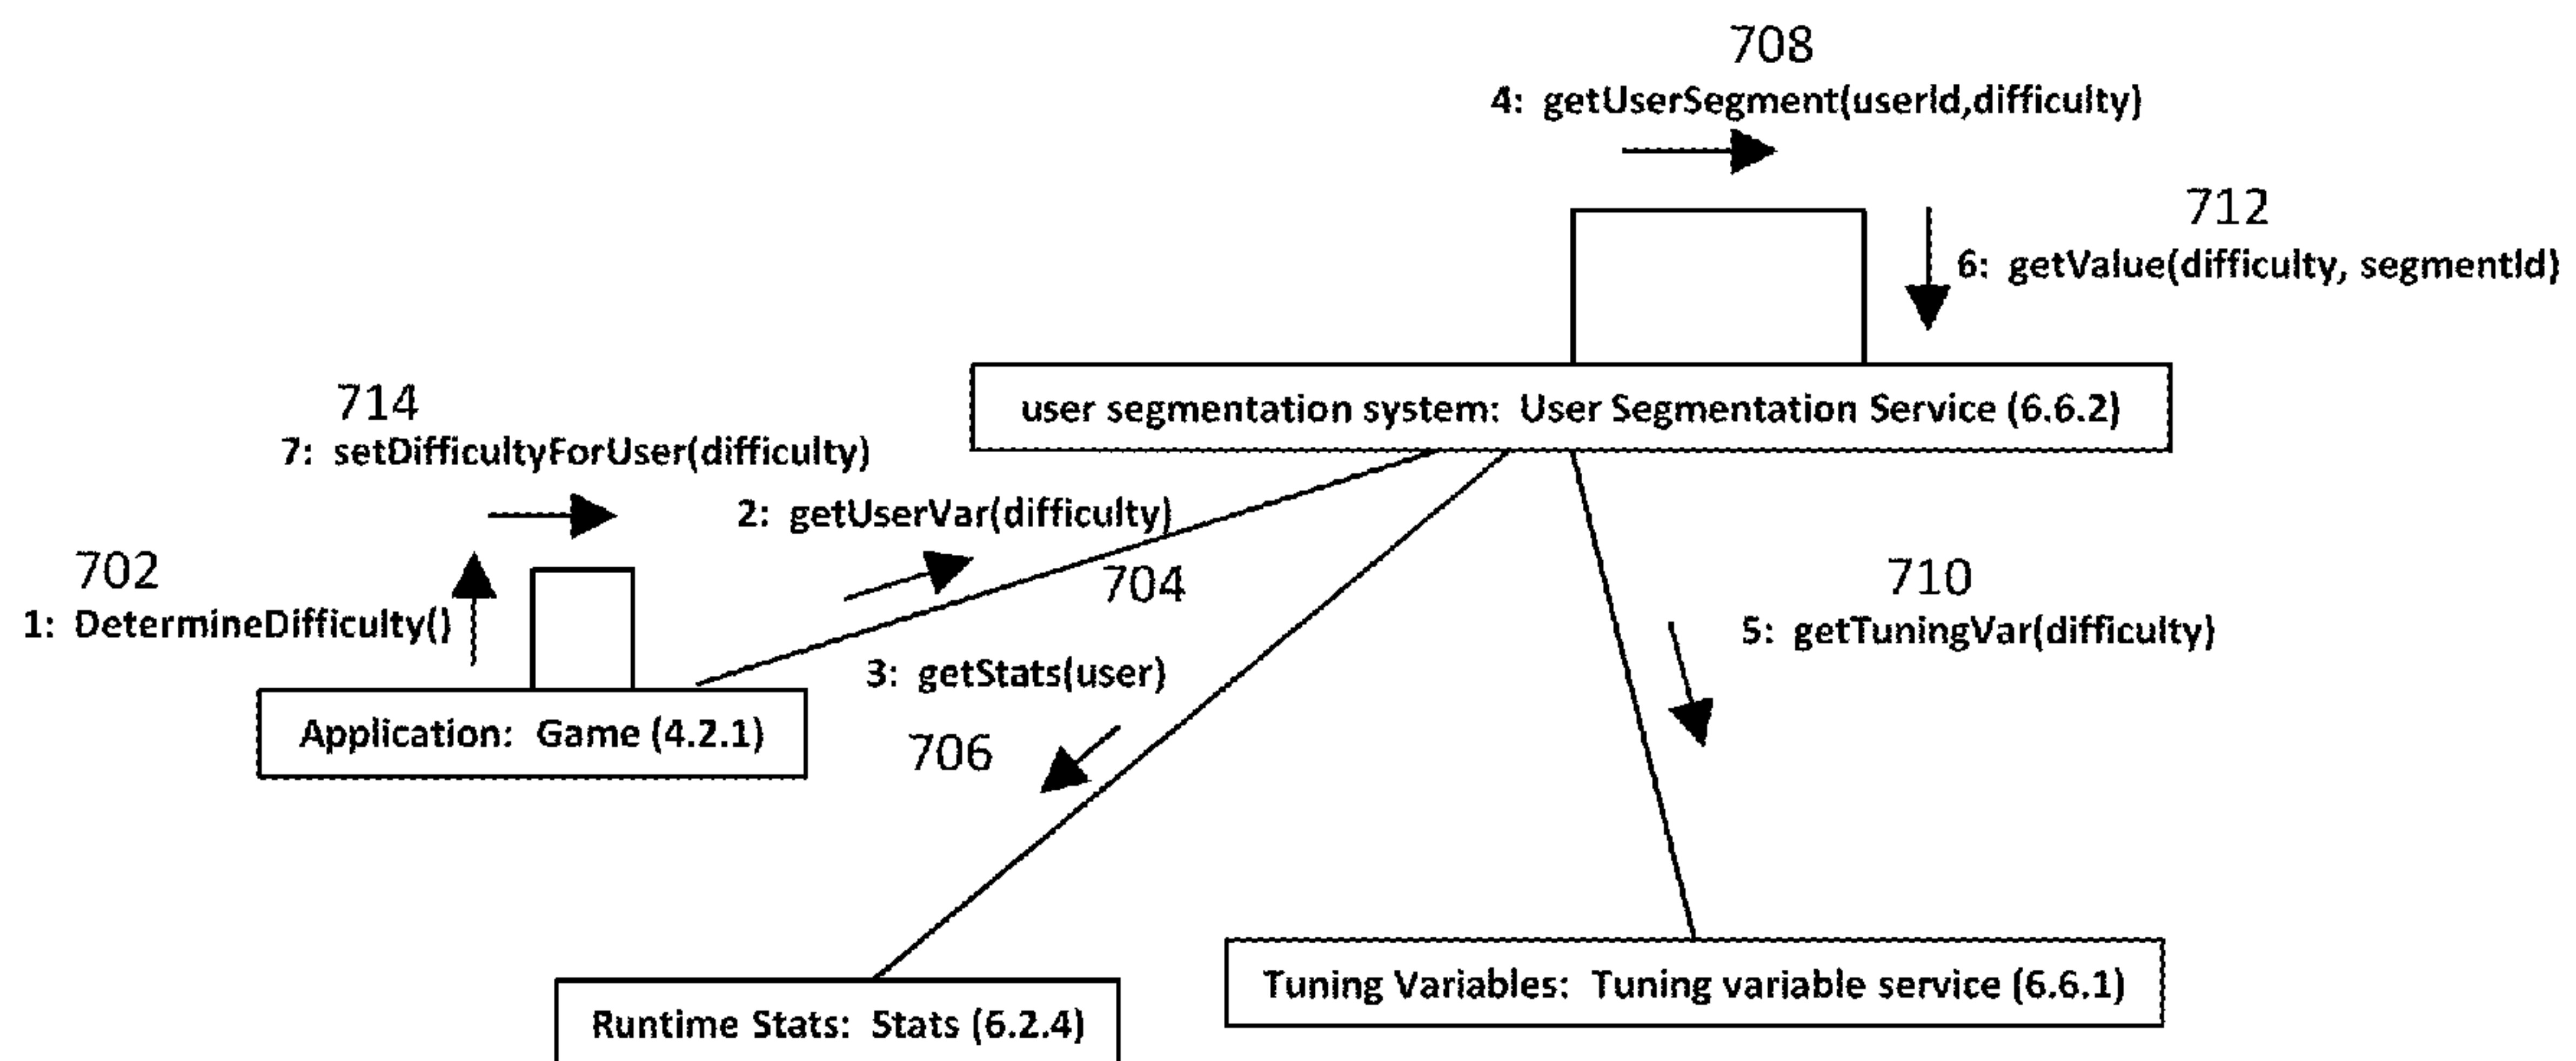 708
4: getUserSegment(userId,difficulty)
712
6: getValue(difficulty, segmentId)
user segmentation system: User Segmentation Service (6.6.2)
714
7: setDifficultyForUser(difficulty)
2: getUserVar(difficulty)
704
702
1: DetermineDifficulty()
710
5: getTuningVar(difficulty)
3: getStats(user)
706
Application: Game (4.2.1)
Tuning Variables: Tuning variable service (6.6.1)
Runtime Stats: Stats (6.2.4)